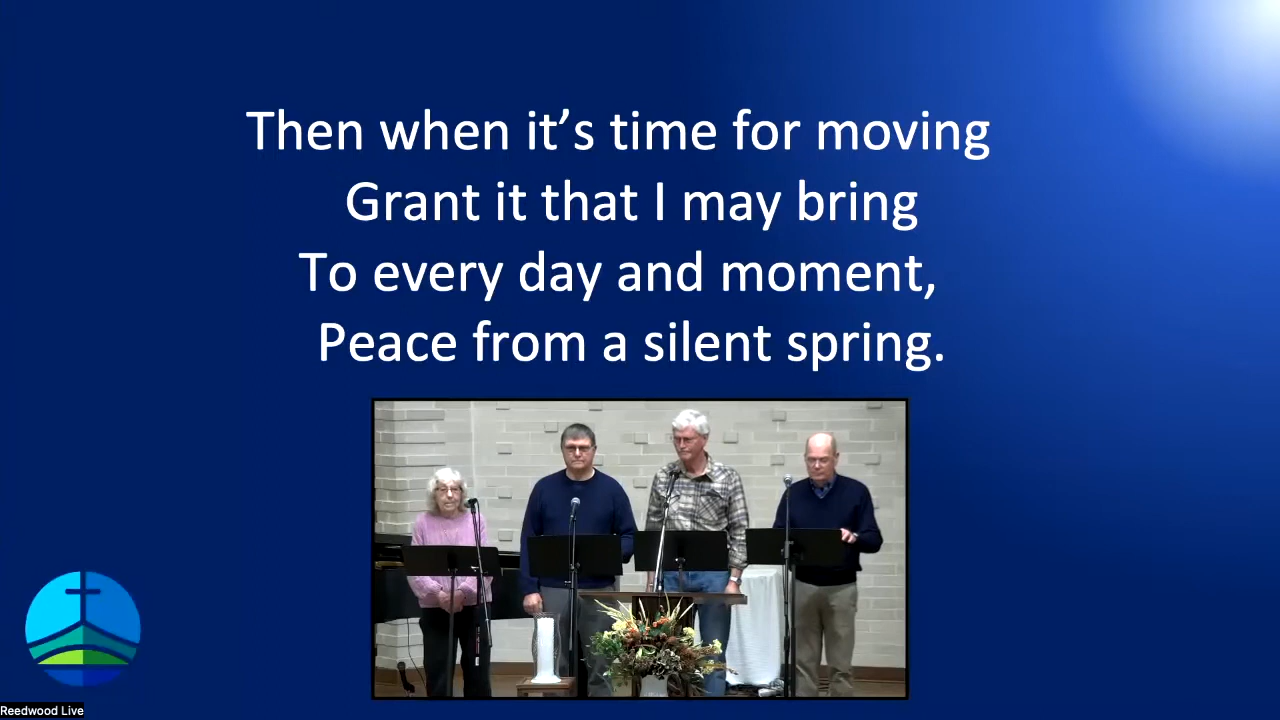 Then when it’s time for moving
Grant it that I may bring
To every day and moment,
Peace from a silent spring.
Reedwood Live